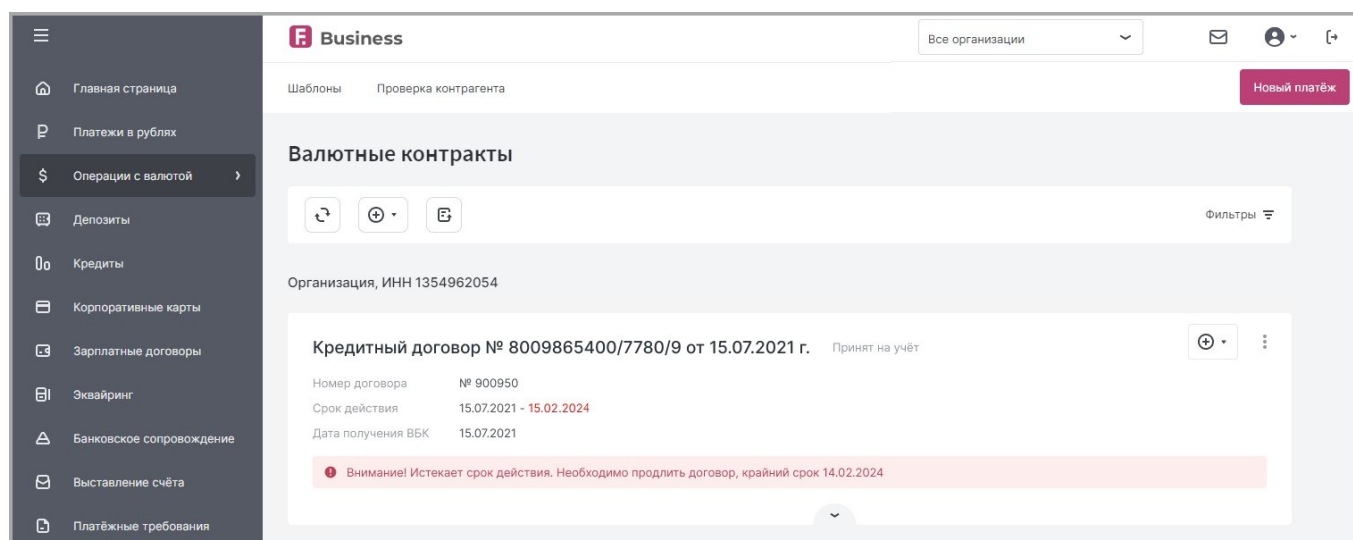 F. Business
Все организации
Главная страница
Шаблоны Проверка контрагента
Новый платёж
Платежи в рублях
Валютные контракты
Операции с валютой
Депозиты
Фильтры
Кредиты
Организация, ИНН 1354962054
Корпоративные карты
Кредитный договор № 8009865400/7780/9 от 15.07.2021 г. Принят на учёт
Зарплатные договоры
Номер договора № 900950
Эквайринг
Срок действия 15.07.2021 - 15.02.2024
Дата получения ВБК 15.07.2021
Банковское сопровождение
Внимание! Истекает срок действия. Необходимо продлить договор, крайний срок 14.02.2024
Выставление счёта
Платёжные требования